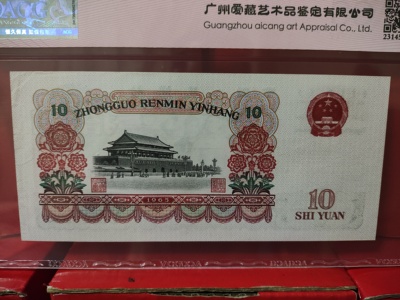 广州爱藏艺术品鉴定有限公司
Guangzhou aicang art Appraisal Co., Ltd.
23145
10 10
ZHONGGUO RENMIN YINHANG
1965
10
SHI YUAN